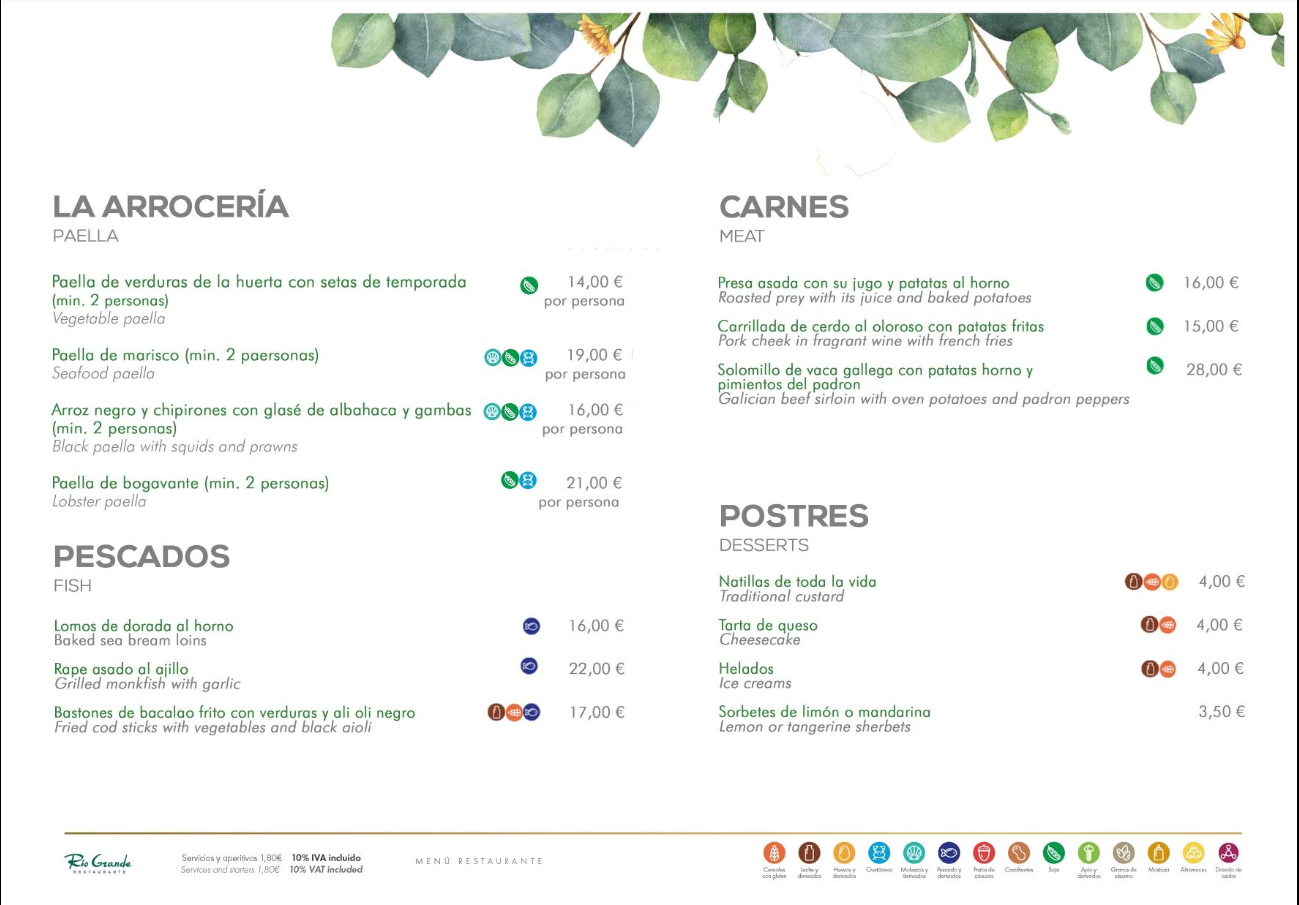 LA ARROCERÍA
PAELLA
Paella de verduras de la huerta con setas de temporada
(min. 2 personas)
Vegetable paella
14,00 €
por persona
Paella de marisco (min. 2 paersonas)
Seafood paella
19,00 €
por persona
Arroz negro y chipirones con glasé de albahaca y gambas
(min. 2 personas)
Black paella with squids and prawns
16,00 €
por persona
Paella de bogavante (min. 2 personas)
Lobster paella
21,00 €
por persona
PESCADOS
FISH
Lomos de dorada al horno
Baked sea bream loins
16,00 €
Rape asado al ajillo
Grilled monkfish with garlic
22,00 €
Bastones de bacalao frito con verduras y ali oli negro
Fried cod sticks with vegetables and black aioli
17,00 €
CARNES
MEAT
Presa asada con su jugo y patatas al horno
Roasted prey with its juice and baked potatoes
16,00 €
Carrillada de cerdo al oloroso con patatas fritas
Pork cheek in fragrant wine with french fries
15,00 €
Solomillo de vaca gallega con patatas horno y
pimientos del padron
Galician beef sirloin with oven potatoes and padron peppers
28,00 €
POSTRES
DESSERTS
Natillas de toda la vida
Traditional custard
4,00 €
Tarta de queso
Cheesecake
4,00 €
Helados
Ice creams
4,00 €
Sorbetes de limón o mandarina
Lemon or tangerine sherbets
3,50 €
Río Grande
RESTAURANTE
Servicios y aperitivos 1,80€ 10% IVA incluido
Services and starters 1,80€ 10% VAT included
MENÚ RESTAURANTE
Cereales
con gluten
Leche y
derivados
Huevos y
derivados
Crustáceos
Moluscos y
derivados
Pescado y
derivados
Frutos de
cáscara
Cacahuetes
Soja
Apio y
derivados
Granos de
sésamo
Mostaza
Altramuces
Dióxido de
azufre